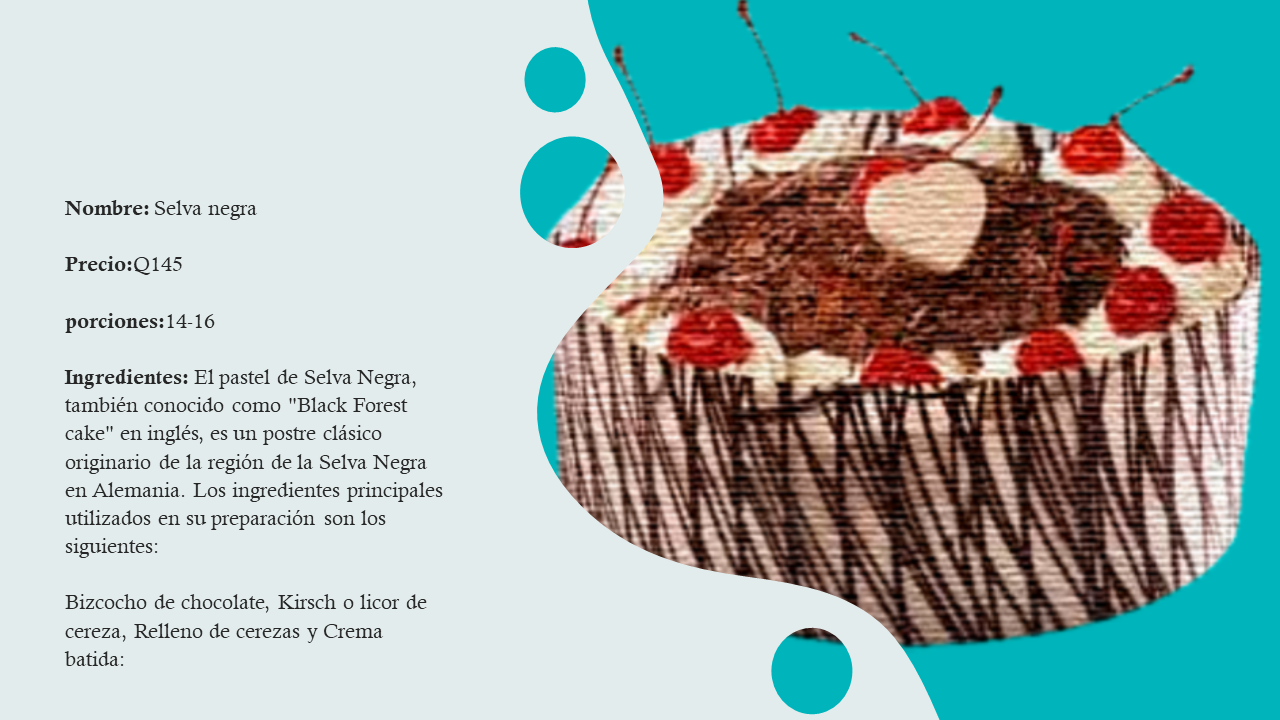 Nombre: Selva negra
Precio:Q145
porciones:14-16
Ingredientes: El pastel de Selva Negra,
también conocido como "Black Forest
cake" en inglés, es un postre clásico
originario de la región de la Selva Negra
en Alemania. Los ingredientes principales
utilizados en su preparación son los
siguientes:
Bizcocho de chocolate, Kirsch o licor de
cereza, Relleno de cerezas y Crema
batida: